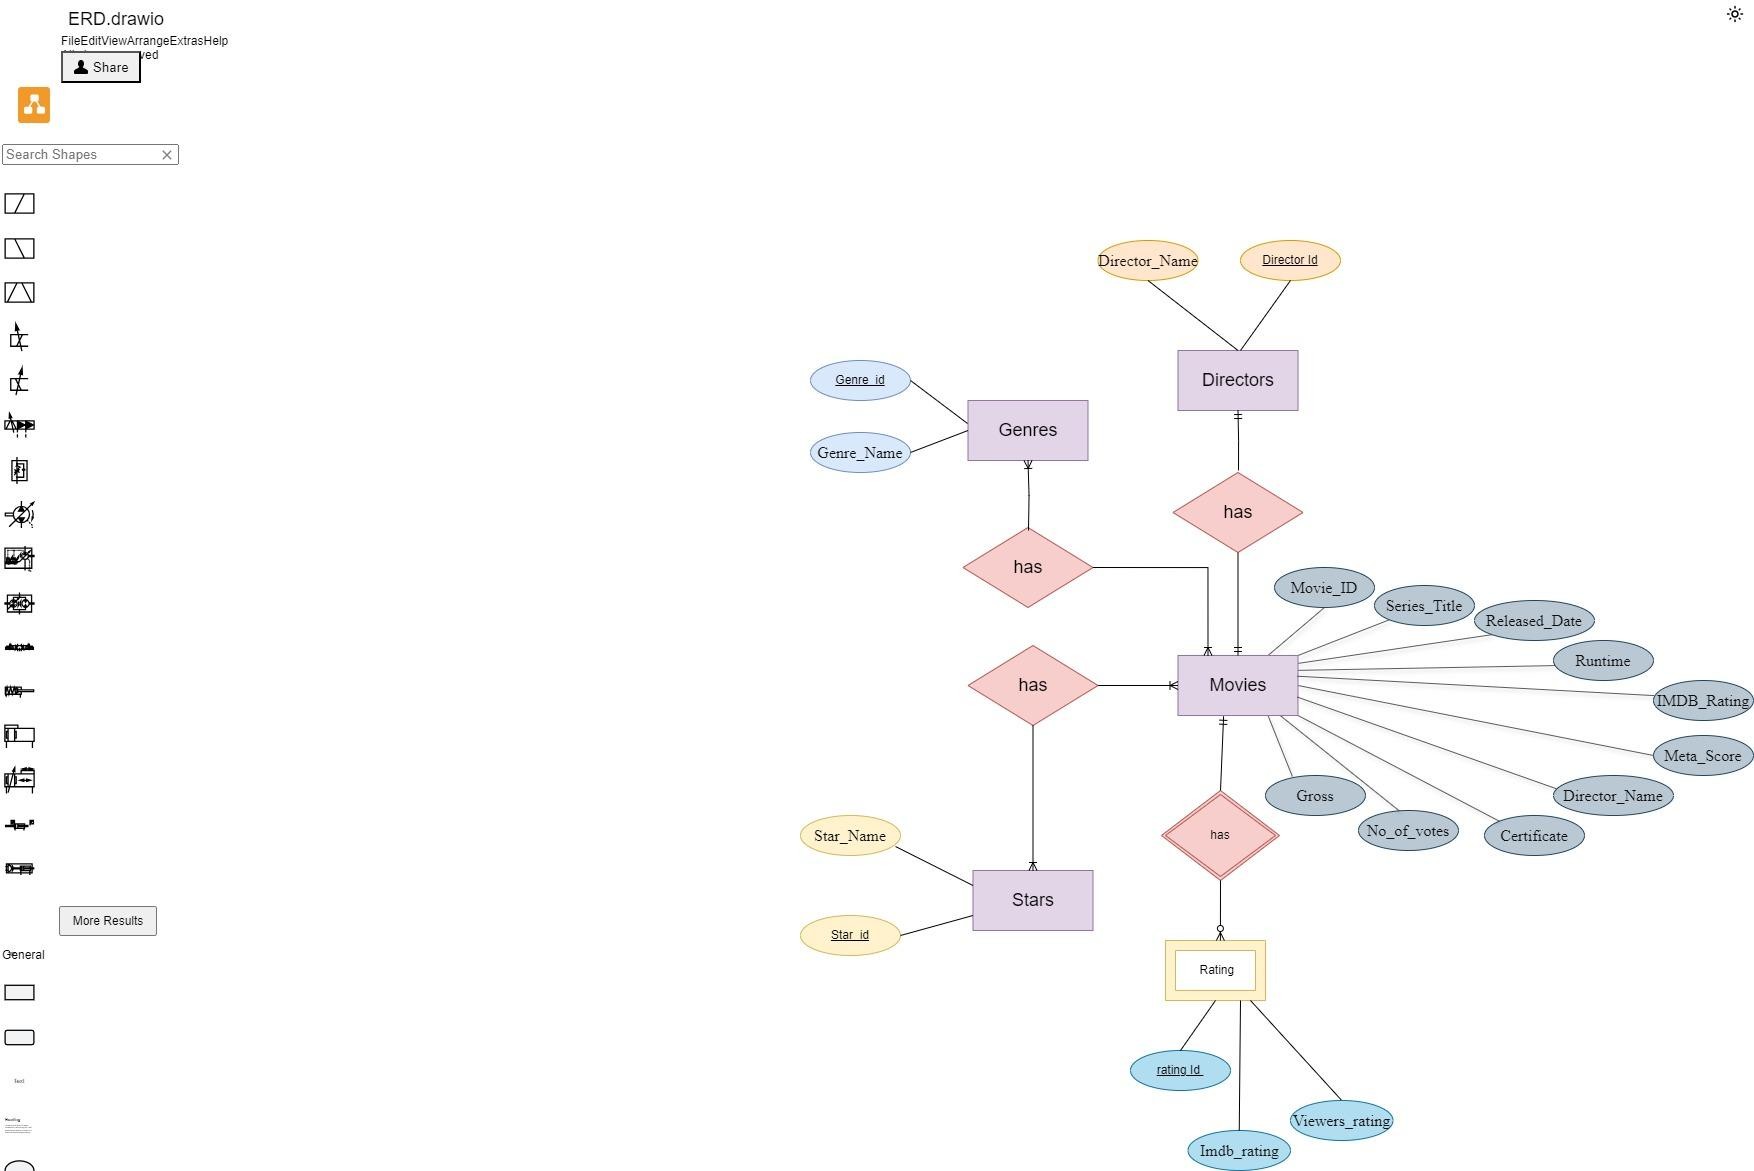 ERD.drawio
FileEditViewArrangeExtrasHelp
Share
Search Shapes
Director_Name
Director Id
Directors
Genre_id
Genres
Genre_Name
has
has
Movie_ID
Series_Title
Released_Date
Runtime
has
Movies
IMDB_Rating
Meta_Score
Gross
Director_Name
No_of_votes
Certificate
has
Star_Name
Stars
Star_id
More Results
General
Rating
rating Id
Viewers_rating
Imdb_rating
Text
Heading